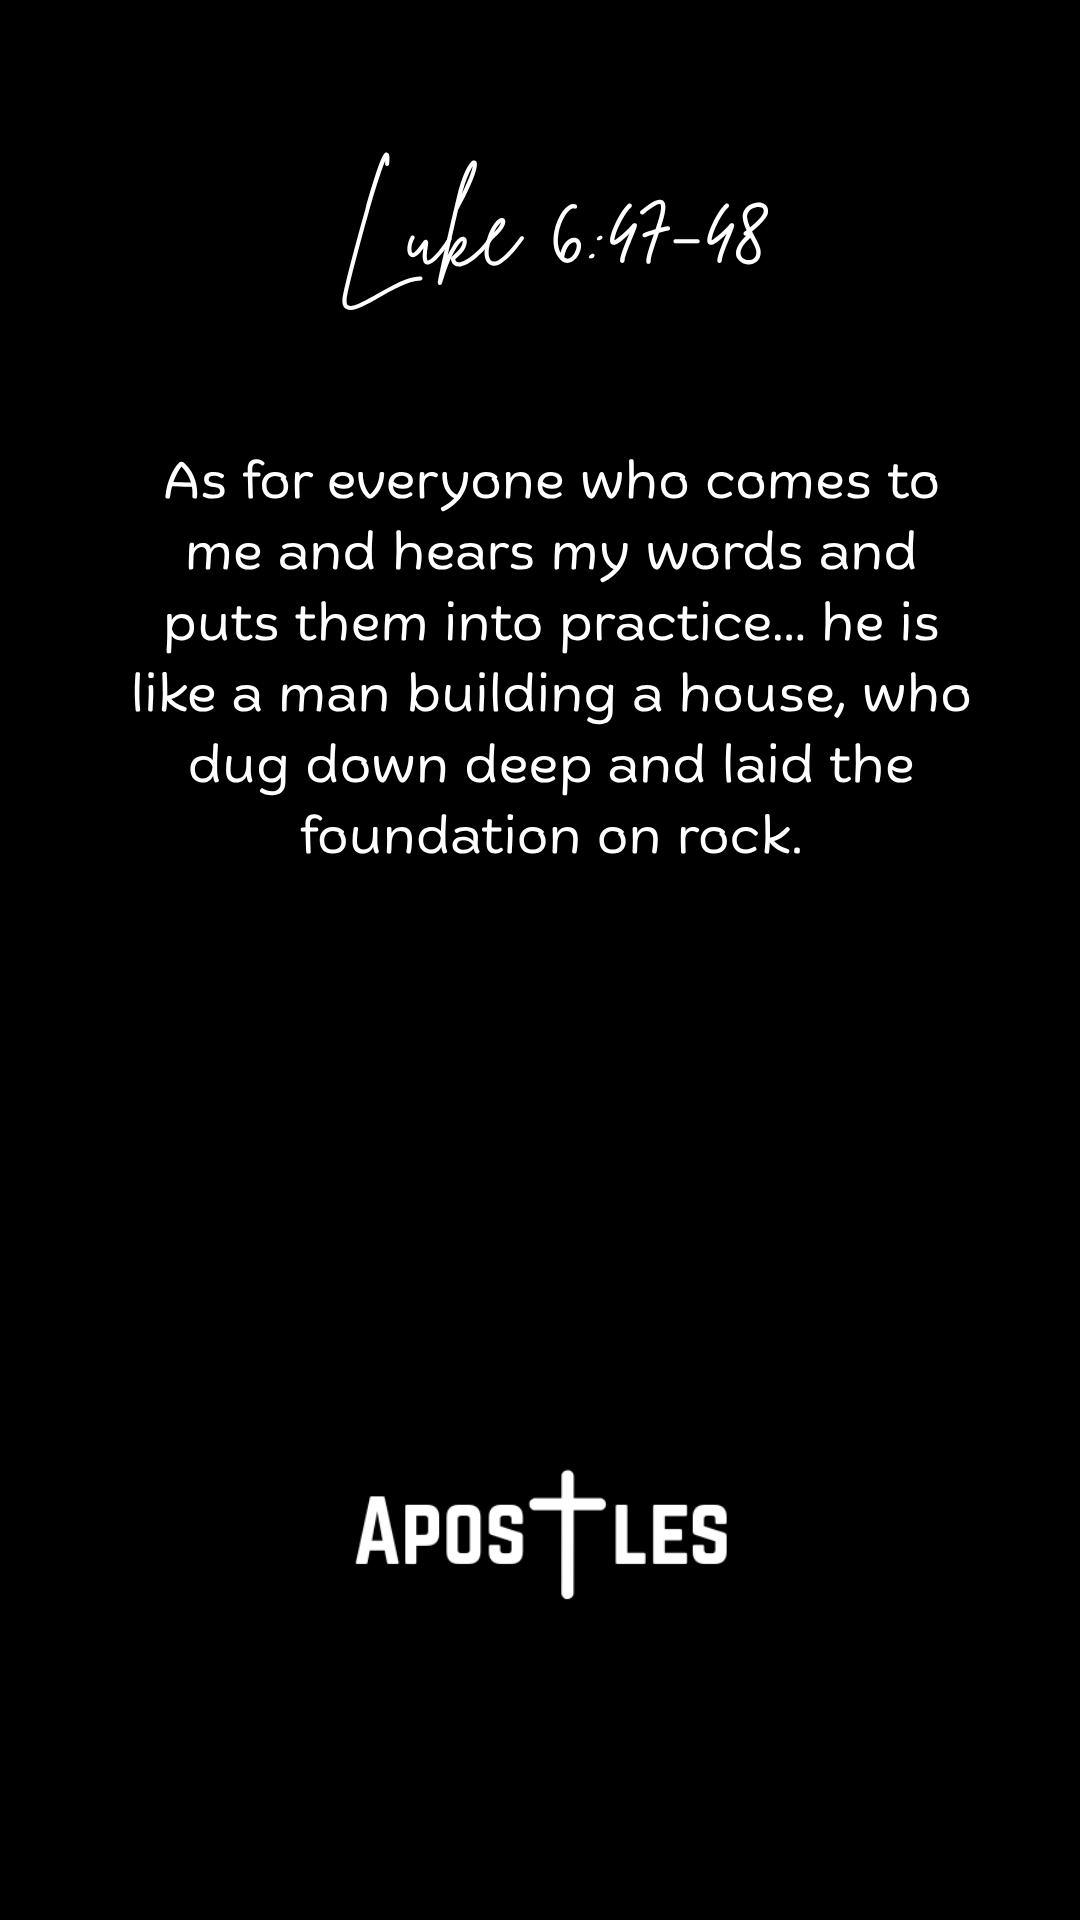 Luke 6:47-48
As for everyone who comes to
me and hears my words and
puts them into practice... he is
like a man building a house, who
dug down deep and laid the
foundation on rock.
APOSTLES